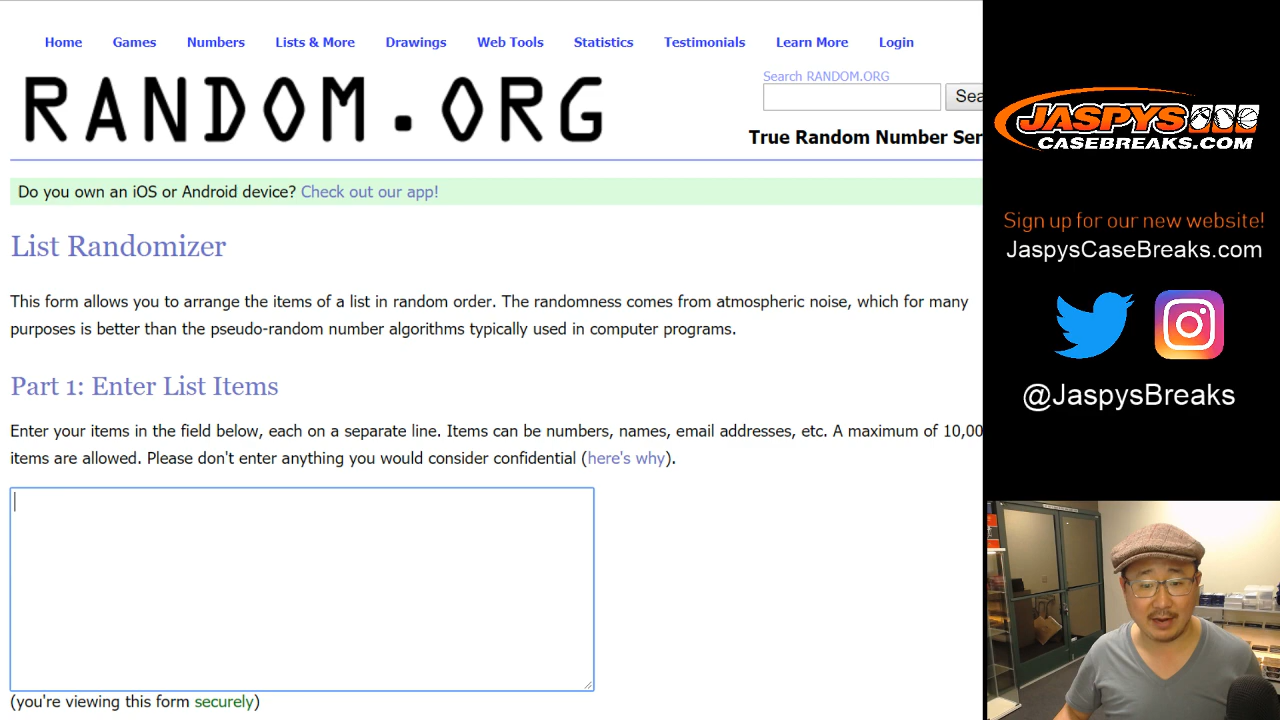 Home Games Numbers Lists & More Drawings Web Tools Statistics Testimonials Learn More Login
RANDOM.ORG
Search RANDOM.ORG
Sea
True Random Number Ser
Do you own an iOS or Android device? Check out our app!
List Randomizer
This form allows you to arrange the items of a list in random order. The randomness comes from atmospheric noise, which for many
purposes is better than the pseudo-random number algorithms typically used in computer programs.
Part 1: Enter List Items
Enter your items in the field below, each on a separate line. Items can be numbers, names, email addresses, etc. A maximum of 10,00
items are allowed. Please don't enter anything you would consider confidential (here's why).
(you're viewing this form securely)
JASPYS
CASEBREAKS.COM
Sign up for our new website!
JaspysCaseBreaks.com
@JaspysBreaks